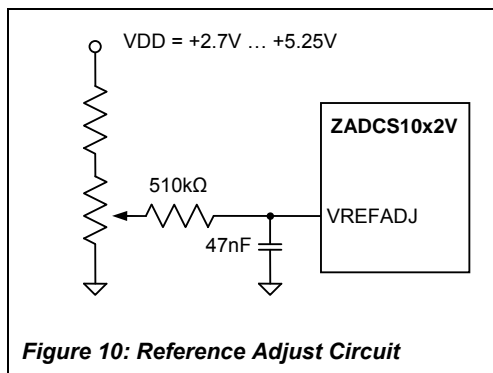 VDD = +2.7V … +5.25V
ZADCS10x2V
510kΩ
VREFADJ
47nF
Figure 10: Reference Adjust Circuit